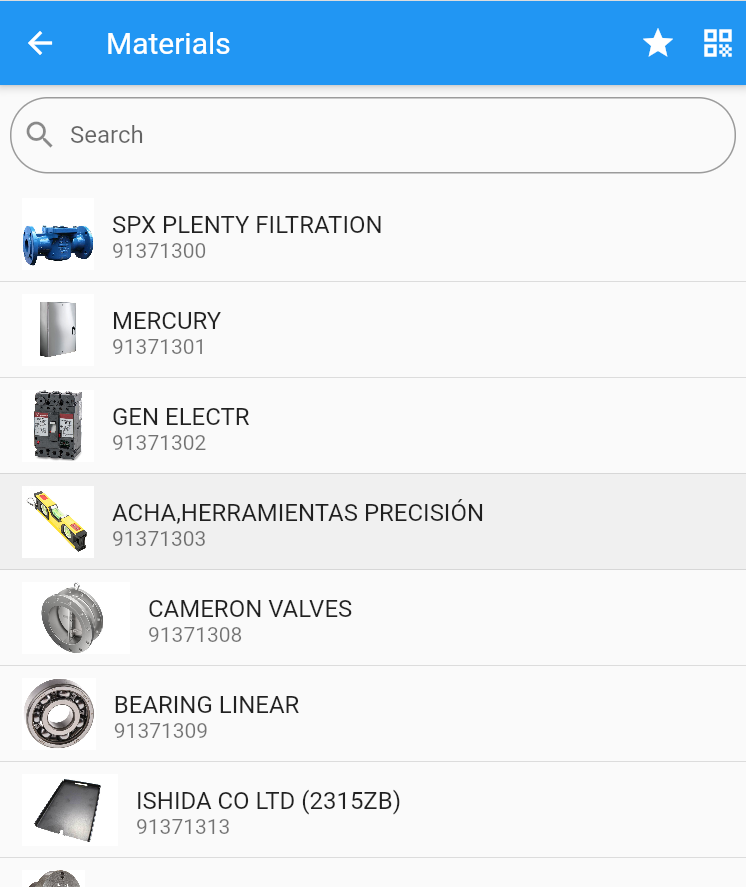 Materials
Search
SPX PLENTY FILTRATION
91371300
MERCURY
91371301
GEN ELECTR
91371302
ACHA,HERRAMIENTAS PRECISIÓN
91371303
CAMERON VALVES
91371308
BEARING LINEAR
91371309
ISHIDA CO LTD (2315ZB)
91371313